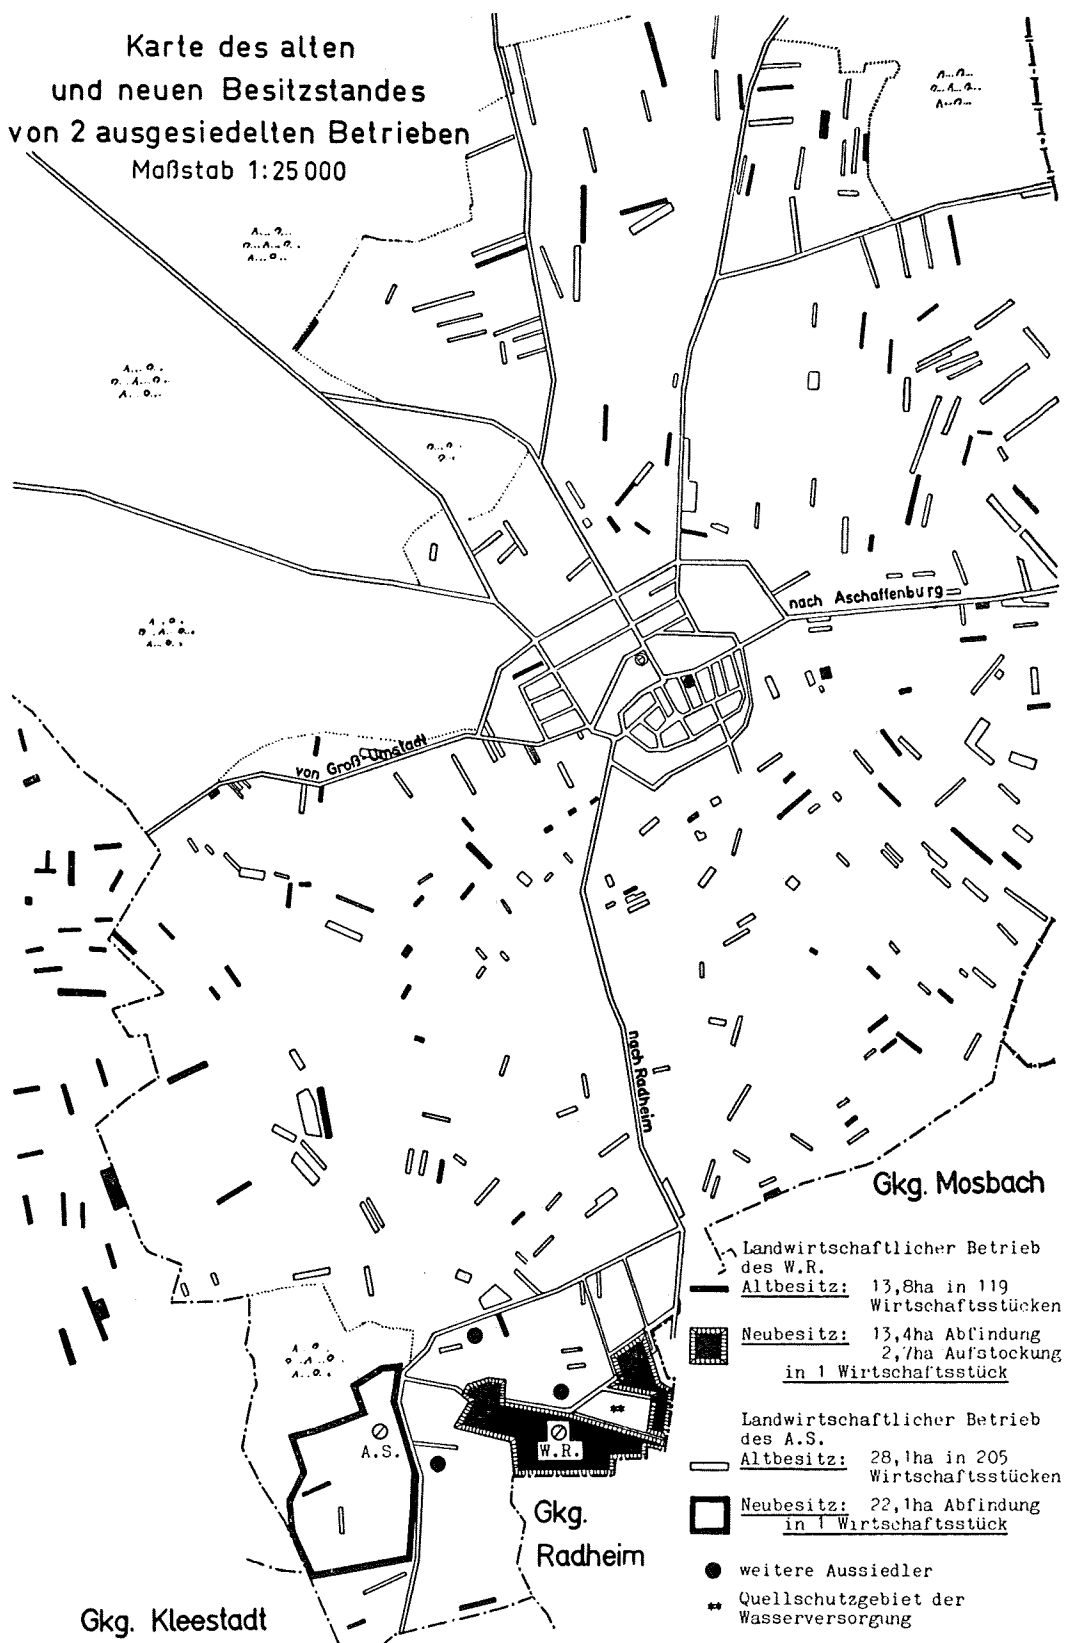 Karte des alten
und neuen Besitzstandes
von 2 ausgesiedelten Betrieben
Maßstab 1:25 000
nach Aschaffenburg
von Groß-Umstadt
nach Radheim
Gkg. Mosbach
Landwirtschaftlicher Betrieb
des W.R.
Altbesitz: 13,8ha in 119
Wirtschaftsstücken
Neubesitz: 13,4ha Abfindung
2,7ha Aufstockung
in 1 Wirtschaftsstück
Landwirtschaftlicher Betrieb
des A.S.
Altbesitz: 28,1ha in 205
Wirtschaftsstücken
Neubesitz: 22,1ha Abfindung
in 1 Wirtschaftsstück
weitere Aussiedler
Quellschutzgebiet der
Wasserversorgung
A.S.
W.R.
Gkg.
Radheim
Gkg. Kleestadt